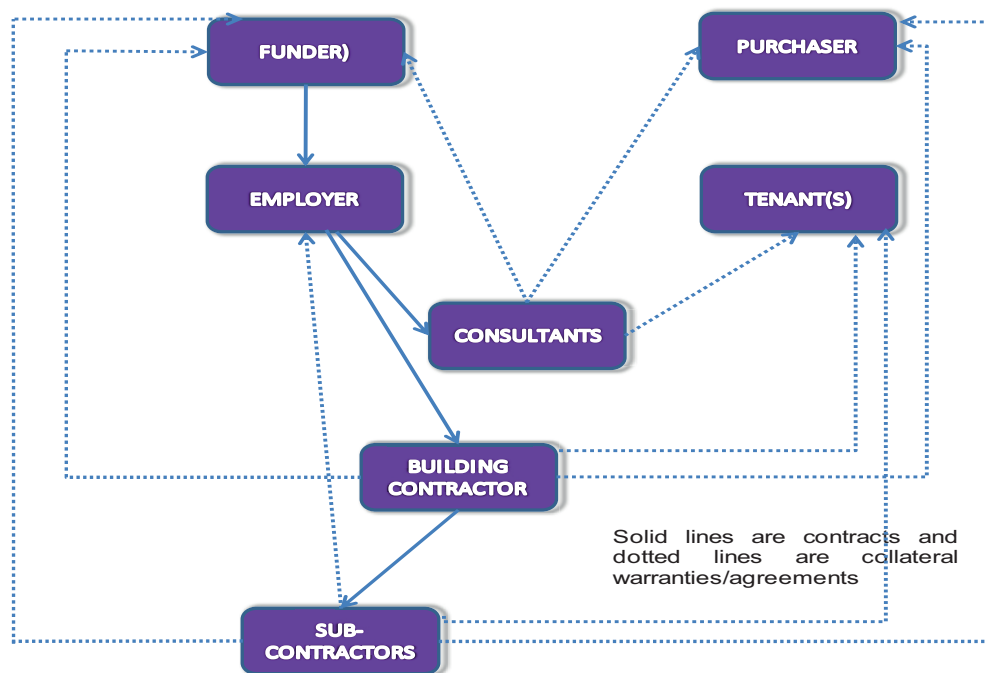 FUNDER)
PURCHASER
EMPLOYER
TENANT(S)
CONSULTANTS
BUILDING
CONTRACTOR
Solid lines are contracts and
dotted lines are collateral
warranties/agreements
SUB-
CONTRACTORS